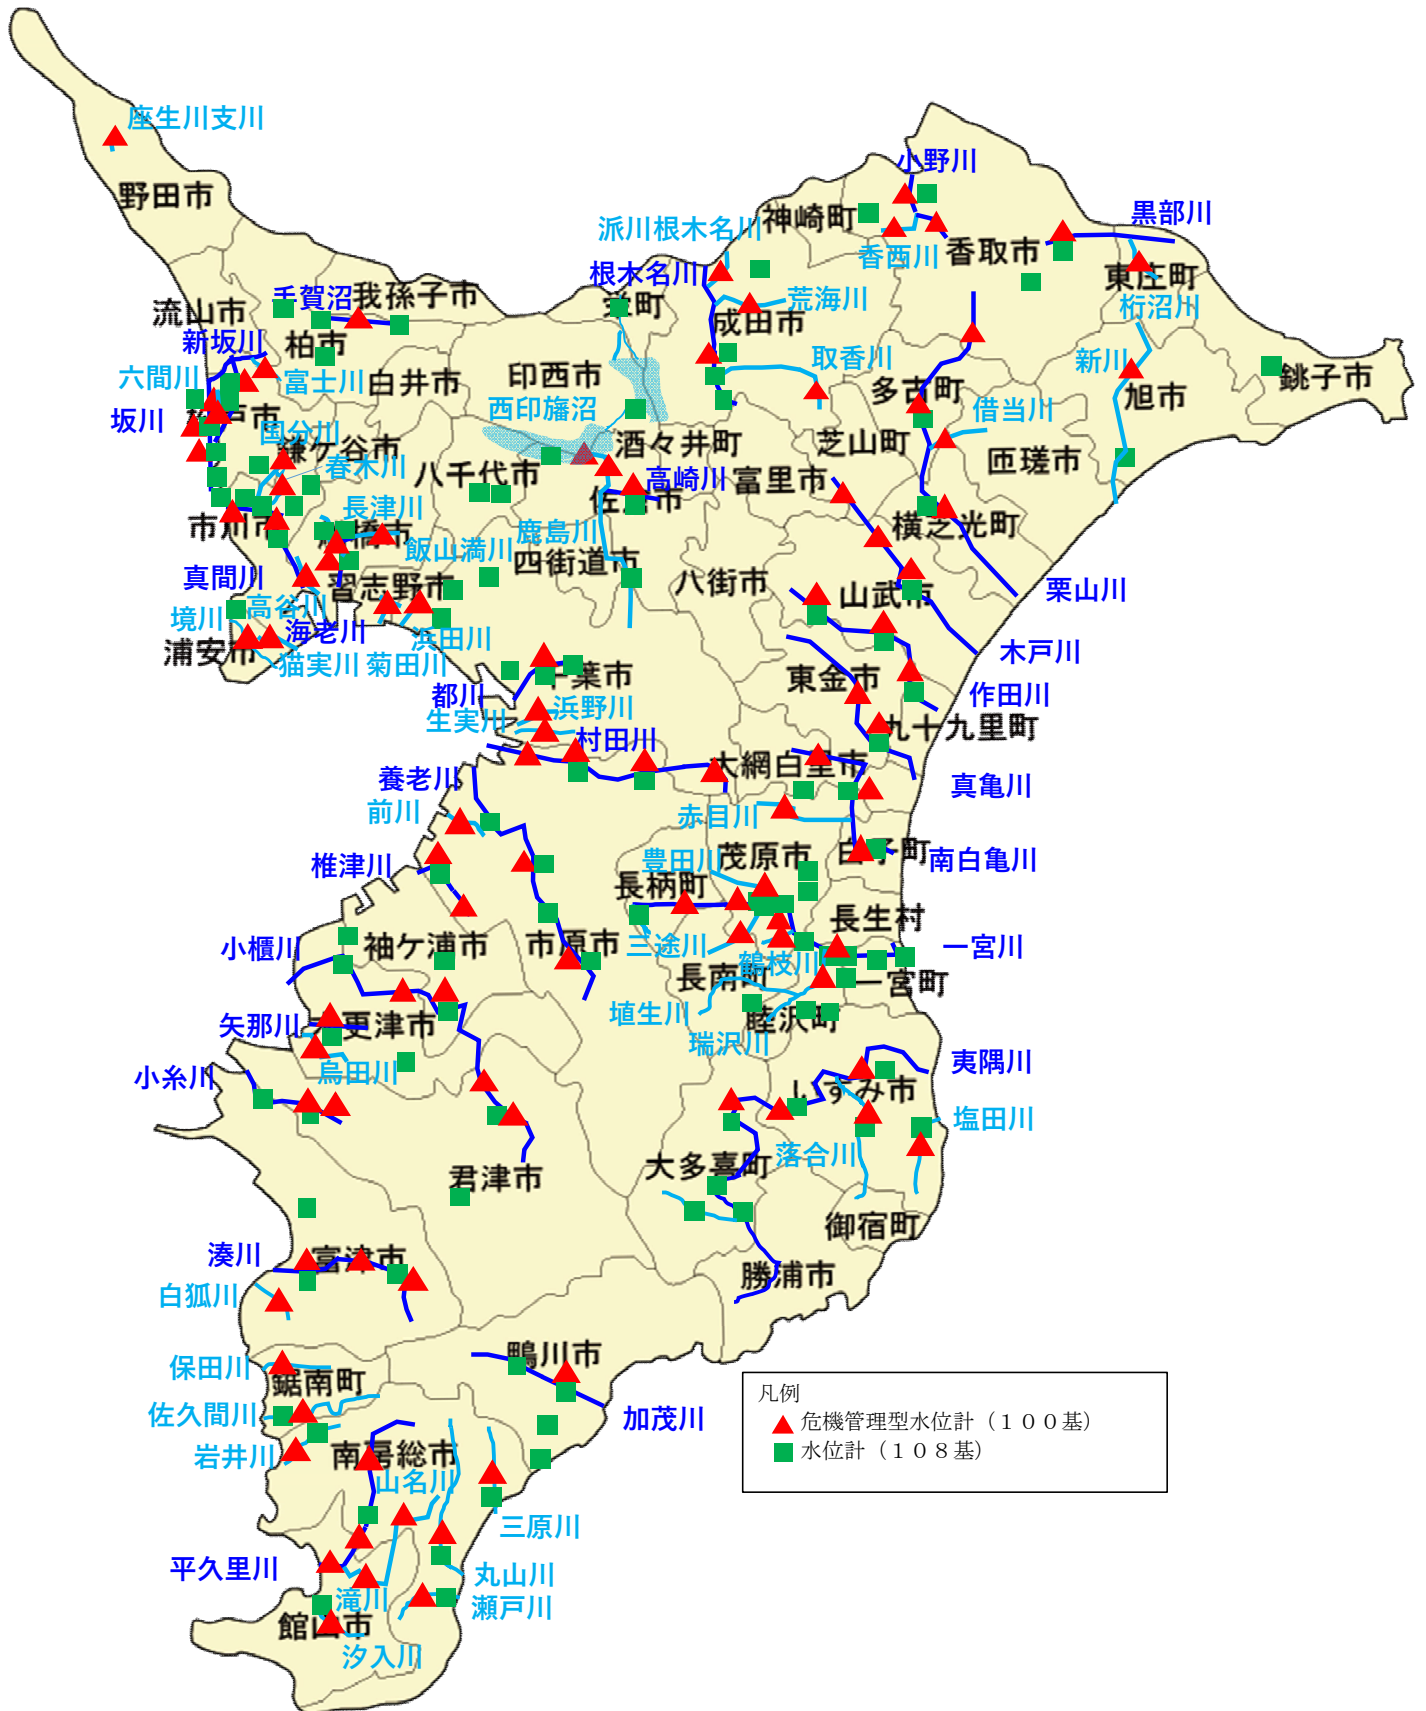 座生川支川
野田市
小野川
神崎町
黒部川
派川根木名川
香西川
香取市
根木名川
東庄町
手賀沼
我孫子市
栄町
荒海川
桁沼川
流山市
成田市
新坂川
柏市
取香川
新川
六間川
富士川
白井市
印西市
多古町
旭市
銚子市
坂川
西印旛沼
借当川
国分川
鎌ケ谷市
酒々井町
芝山町
春木川
八千代市
高崎川
富里市
匝瑳市
長津川
市川市
船橋市
鹿島川
横芝光町
飯山満川
四街道市
真間川
習志野市
八街市
山武市
栗山川
高谷川
境川
海老川
浜田川
浦安市
猫実川
菊田川
木戸川
千葉市
東金市
都川
作田川
生実川
浜野川
九十九里町
村田川
大網白里市
養老川
真亀川
前川
赤目川
椎津川
豊田川
茂原市
白子町
南白亀川
長柄町
長生村
小櫃川
袖ケ浦市
市原市
三途川
鶴枝川
一宮川
長南町
一宮町
矢那川
埴生川
睦沢町
瑞沢川
烏田川
小糸川
夷隅川
いすみ市
塩田川
君津市
大多喜町
落合川
御宿町
湊川
富津市
勝浦市
白狐川
保田川
鋸南町
鴨川市
佐久間川
加茂川
岩井川
南房総市
山名川
三原川
平久里川
丸山川
滝川
瀬戸川
館山市
汐入川
凡例
危機管理型水位計（１００基）
水位計（１０８基）